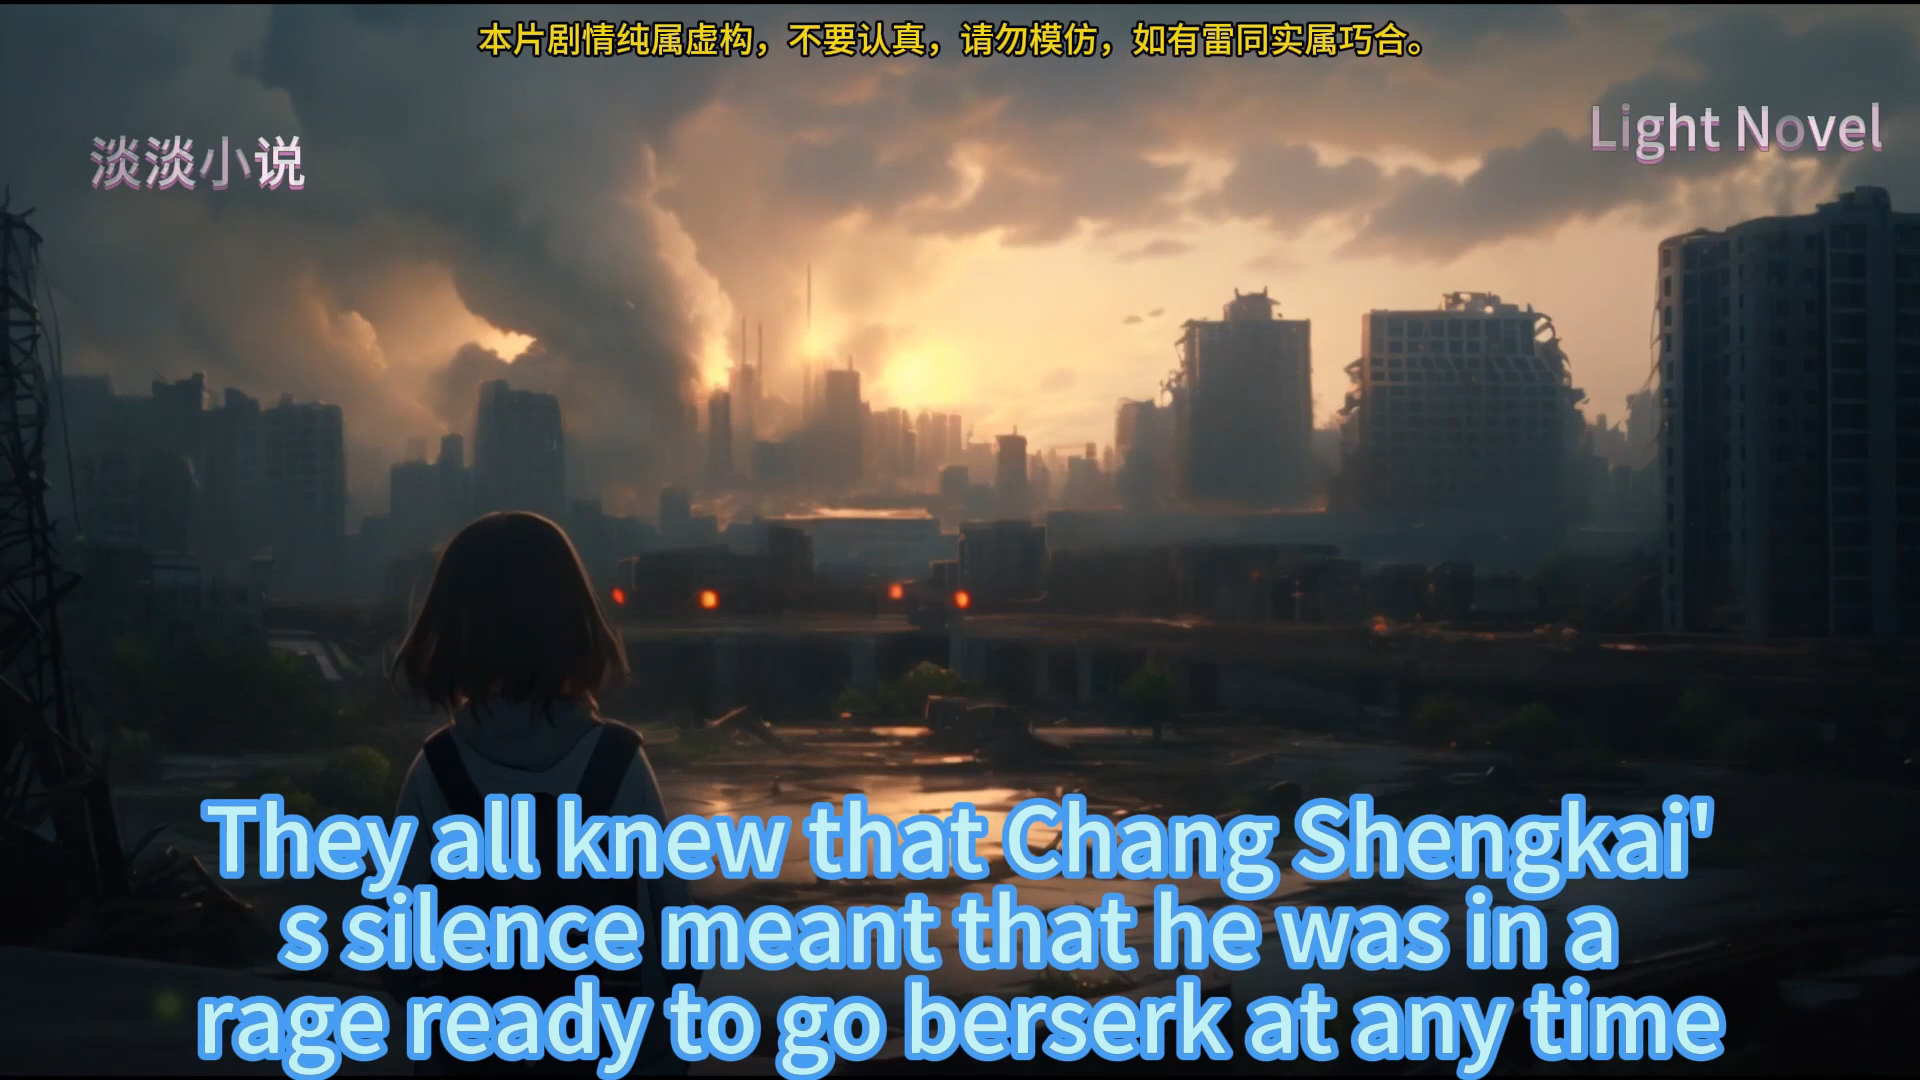 本片剧情纯属虚构，不要认真，请勿模仿，如有雷同实属巧合。
淡淡小说
Light Novel
They all knew that Chang Shengkai'
s silence meant that he was in a
rage ready to go berserk at any time